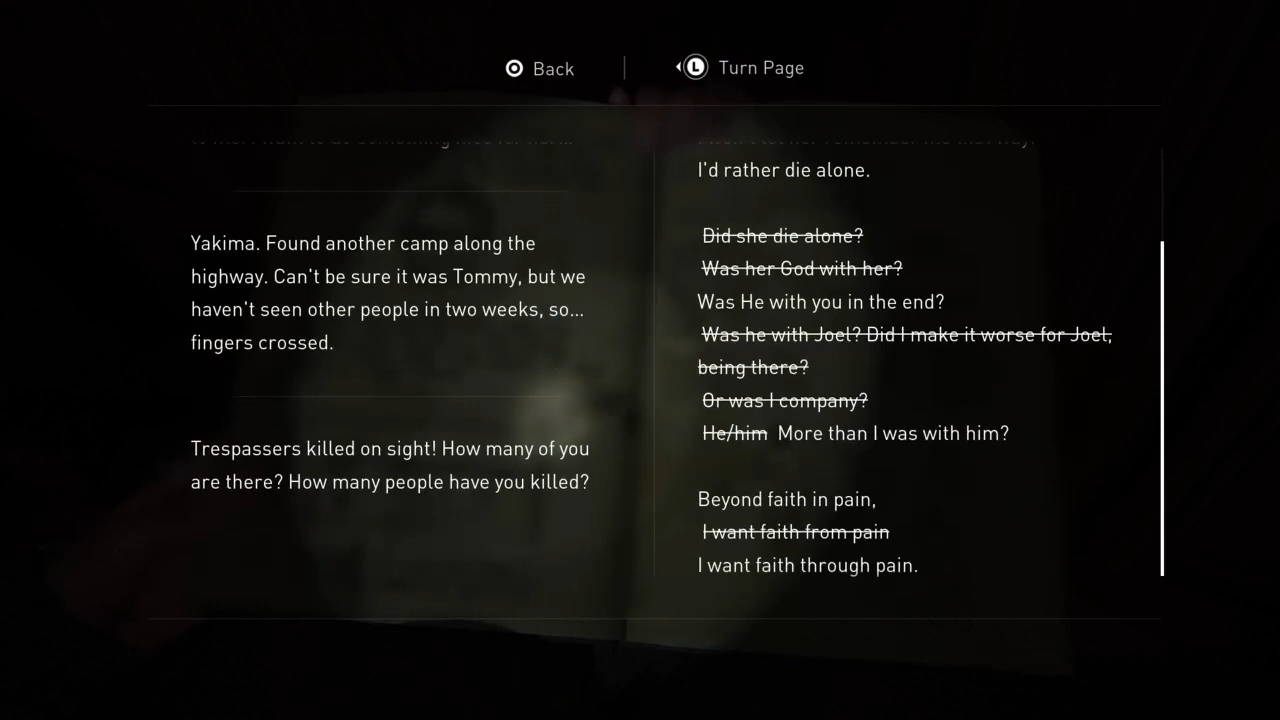 Back
L Turn Page
Yakima. Found another camp along the
highway. Can't be sure it was Tommy, but we
haven't seen other people in two weeks, so...
fingers crossed.
Trespassers killed on sight! How many of you
are there? How many people have you killed?
I'd rather die alone.
Did she die alone?
Was her God with her?
Was He with you in the end?
Was he with Joel? Did I make it worse for Joel,
being there?
Or was I company?
He/him More than I was with him?
Beyond faith in pain,
I want faith from pain
I want faith through pain.